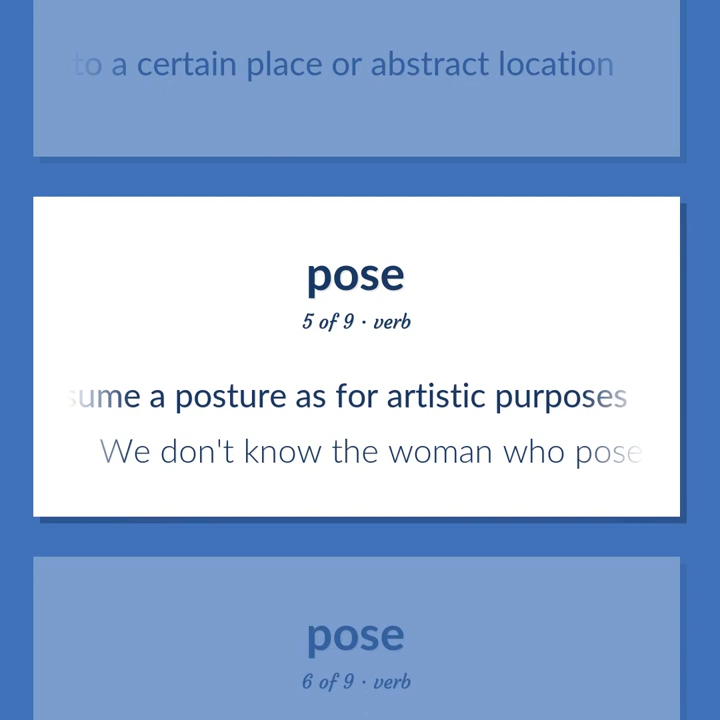 to a certain place or abstract location
pose
5 of 9 · verb
sume a posture as for artistic purposes
We don't know the woman who pose
pose
6 of 9 · verb